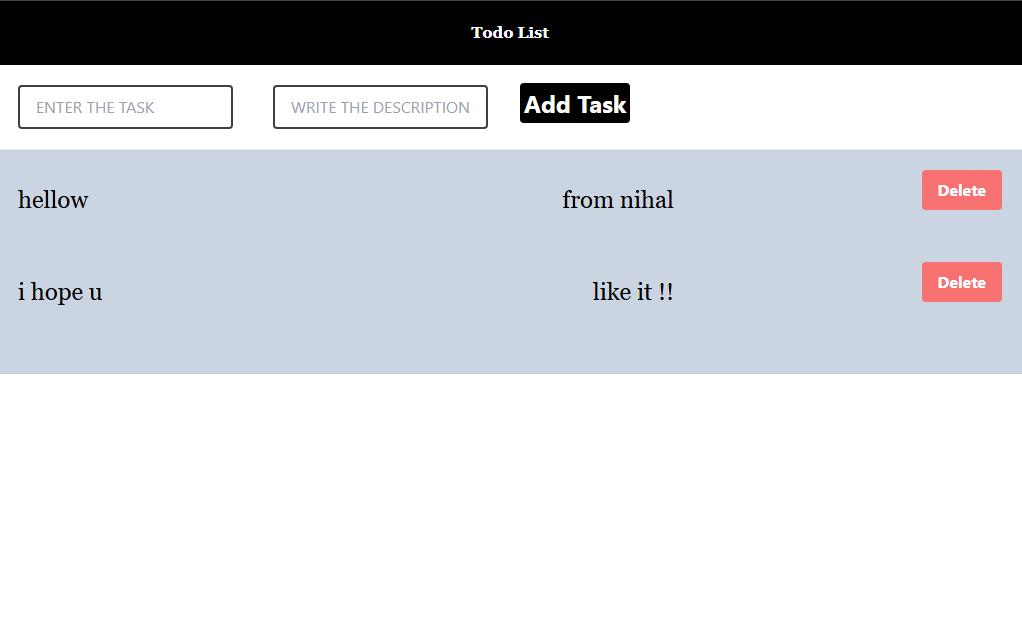 Todo List
ENTER THE TASK
WRITE THE DESCRIPTION
Add Task
hellow
from nihal
Delete
i hope u
like it !!
Delete